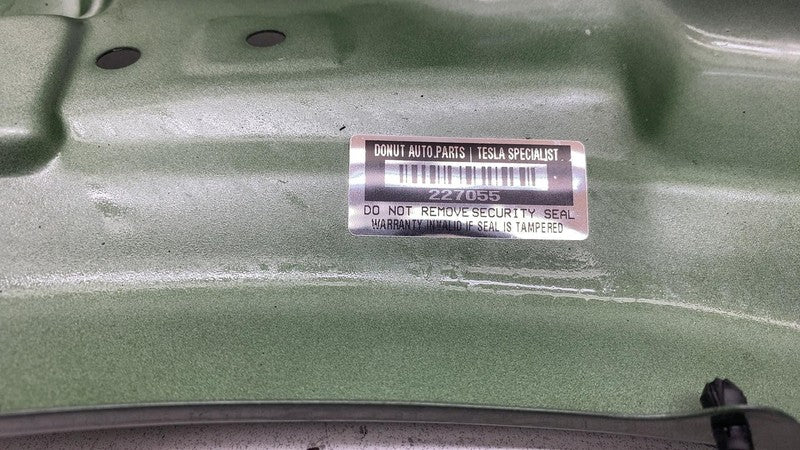 DONUT AUTO.PARTS | TESLA SPECIALIST
227055
DO NOT REMOVE SECURITY SEAL
WARRANTY INVALID IF SEAL IS TAMPERED